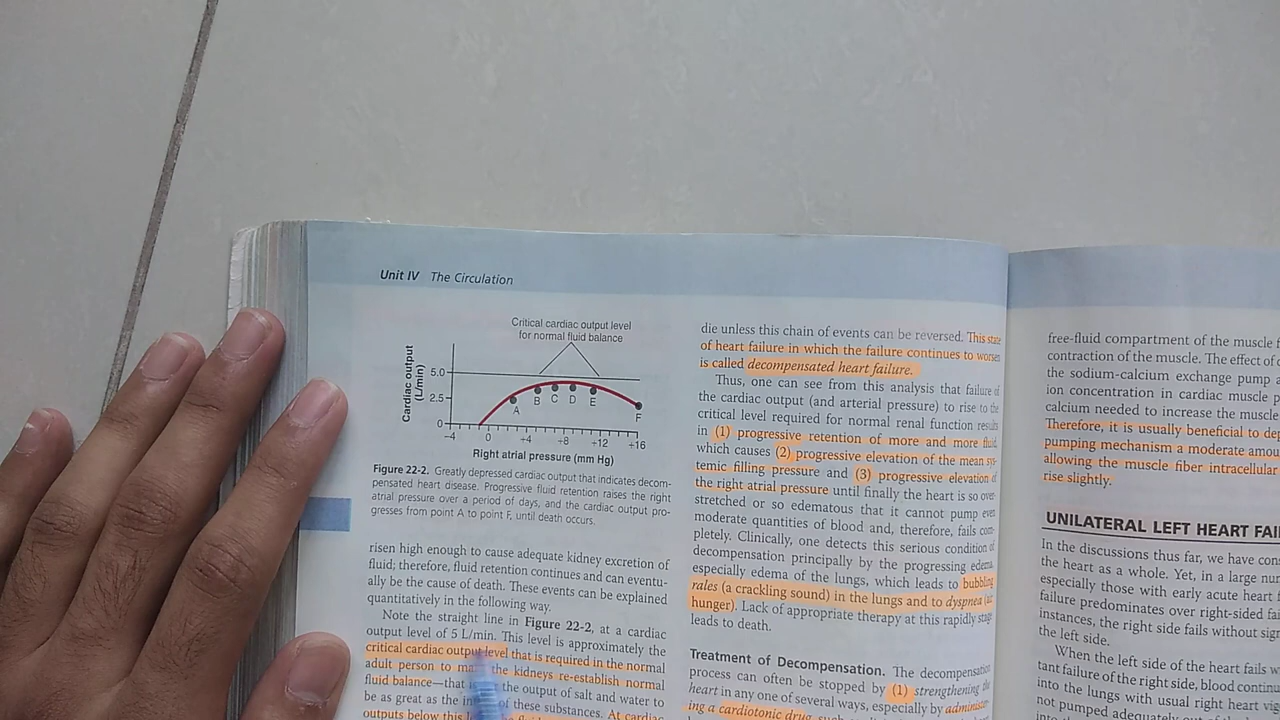 Unit IV The Circulation
Critical cardiac output level
for normal fluid balance
Cardiac output
(L/min)
5.0
2.5
0
A
B
C
D
E
F
–4
0
+4
+8
+12
+16
Right atrial pressure (mm Hg)
Figure 22-2. Greatly depressed cardiac output that indicates decom-
pensated heart disease. Progressive fluid retention raises the right
atrial pressure over a period of days, and the cardiac output pro-
gresses from point A to point F, until death occurs.
risen high enough to cause adequate kidney excretion of
fluid; therefore, fluid retention continues and can eventu-
ally be the cause of death. These events can be explained
quantitatively in the following way.
Note the straight line in Figure 22-2, at a cardiac
output level of 5 L/min. This level is approximately the
critical cardiac output level that is required in the normal
adult person to the kidneys re-establish normal
fluid balance—that the output of salt and water to
be as great as the of these substances. At cardiac
outputs below this
die unless this chain of events can be reversed. This state
of heart failure in which the failure continues to worsen
is called decompensated heart failure.
Thus, one can see from this analysis that failure of
the cardiac output (and arterial pressure) to rise to the
critical level required for normal renal function results
in (1) progressive retention of more and more fluid,
which causes (2) progressive elevation of the mean sys-
temic filling pressure and (3) progressive elevation of
the right atrial pressure until finally the heart is so over-
stretched or so edematous that it cannot pump even
moderate quantities of blood and, therefore, fails com-
pletely. Clinically, one detects this serious condition of
decompensation principally by the progressing edema,
especially edema of the lungs, which leads to bubbling
rales (a crackling sound) in the lungs and to dyspnea (air
hunger). Lack of appropriate therapy at this rapidly stage
leads to death.
Treatment of Decompensation. The decompensation
process can often be stopped by (1) strengthening the
heart in any one of several ways, especially by administer-
ing a cardiotonic drug, such
free-fluid compartment of the muscle
contraction of the muscle. The effect of
the sodium-calcium exchange pump
ion concentration in cardiac muscle
calcium needed to increase the muscle
Therefore, it is usually beneficial to
pumping mechanism a moderate
allowing the muscle fiber intracellular
rise slightly.
UNILATERAL LEFT HEART
In the discussions thus far, we have
the heart as a whole. Yet, in a large
especially those with early acute heart
failure predominates over right-sided
instances, the right side fails without
the left side.
When the left side of the heart fails
failure of the right side, blood
into the lungs with usual right heart
not pumped adequately